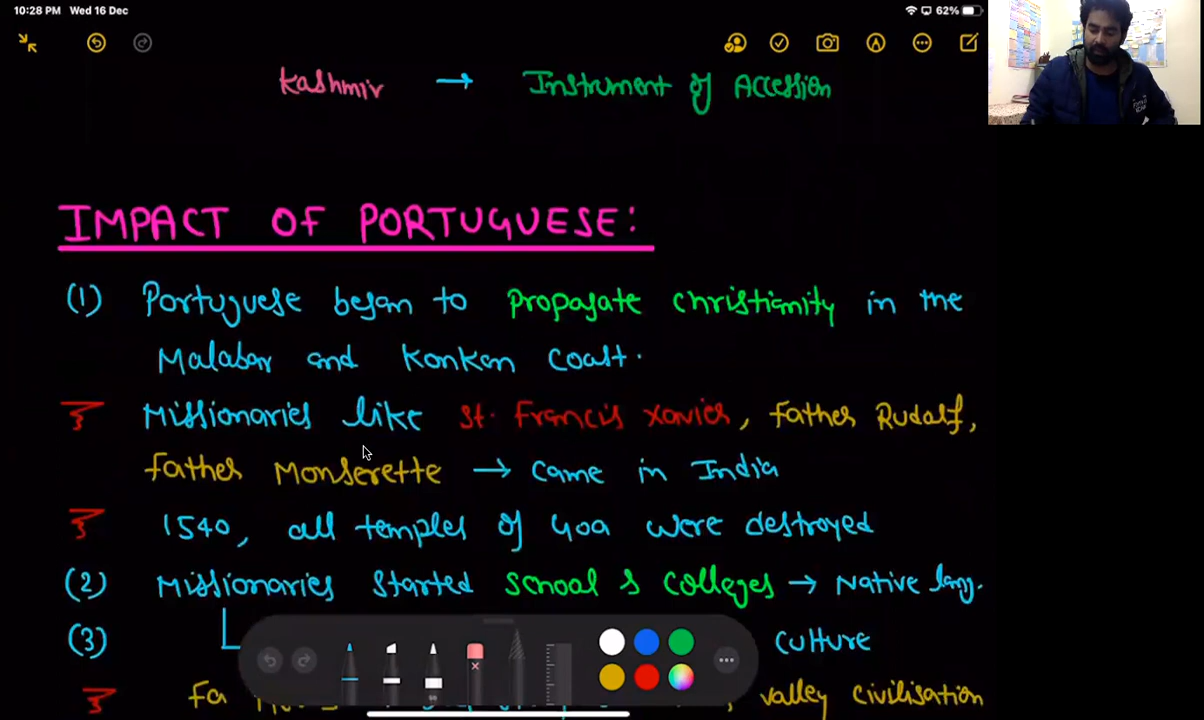 10:28 PM Wed 16 Dec
62%
Kashmir → Instrument of Accession
IMPACT OF PORTUGUESE:
(1) Portuguese began to propagate christianity in the
Malabar and Konkan Coast.
Missionaries like St. Francis Xavier, Father Rudolf,
Father Monserette → Came in India
1540, all temples of Goa were destroyed
(2) Missionaries Started School & Colleges → Native lang.
(3) culture
valley civilisation